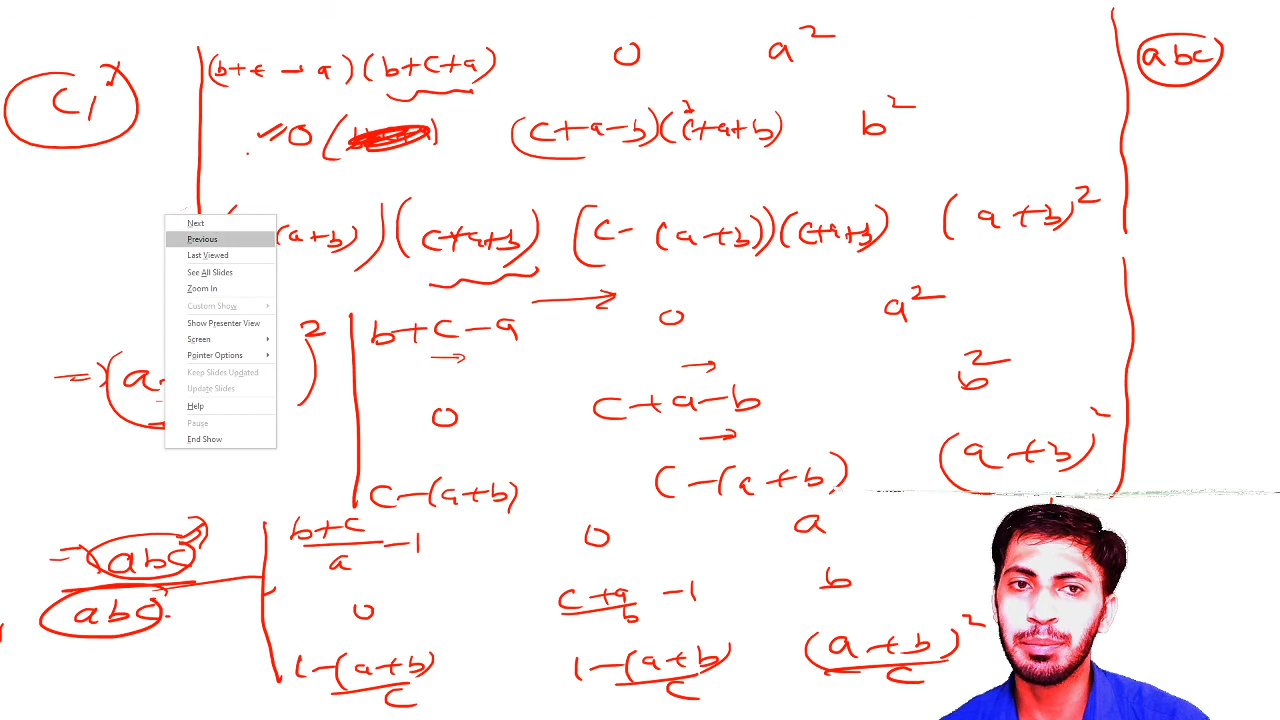 C₁ (b+c-a)(b+c+a) 0 a² abc
0 ( (c+a-b)(c+a+b) b²
(a+b))(c+a+b) (c-(a+b))(c+a+b) (a+b)²
Next
Previous
Last Viewed
See All Slides
Zoom In
Custom Show
Show Presenter View
Screen
Pointer Options
Keep Slides Updated
Update Slides
Help
Pause
End Show
b+c-a 0 a²
=) (a )² 0 c+a-b b²
c-(a+b) c-(a+b) (a+b)²
= abc/abc (b+c)/a -1 0 a
0 (c+a)/b -1 b
1-(a+b)/c 1-(a+b)/c (a+b)²/c